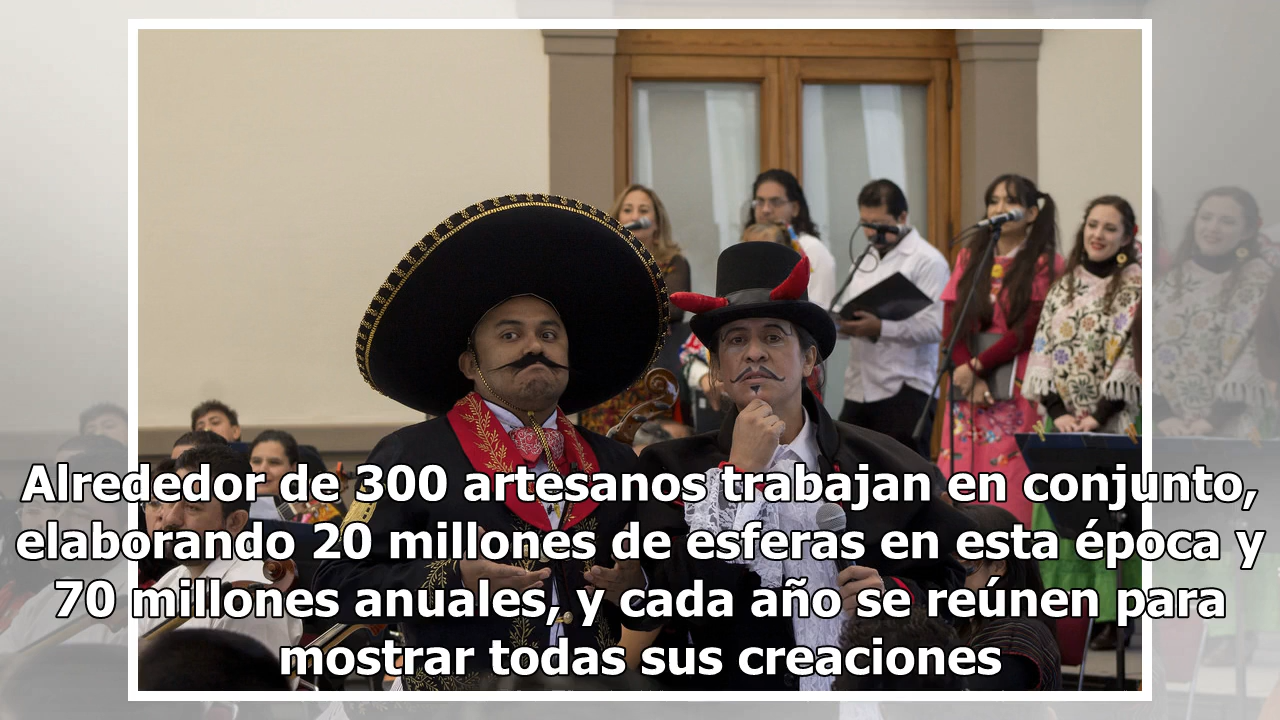 Alrededor de 300 artesanos trabajan en conjunto,
elaborando 20 millones de esferas en esta época y
70 millones anuales, y cada año se reúnen para
mostrar todas sus creaciones